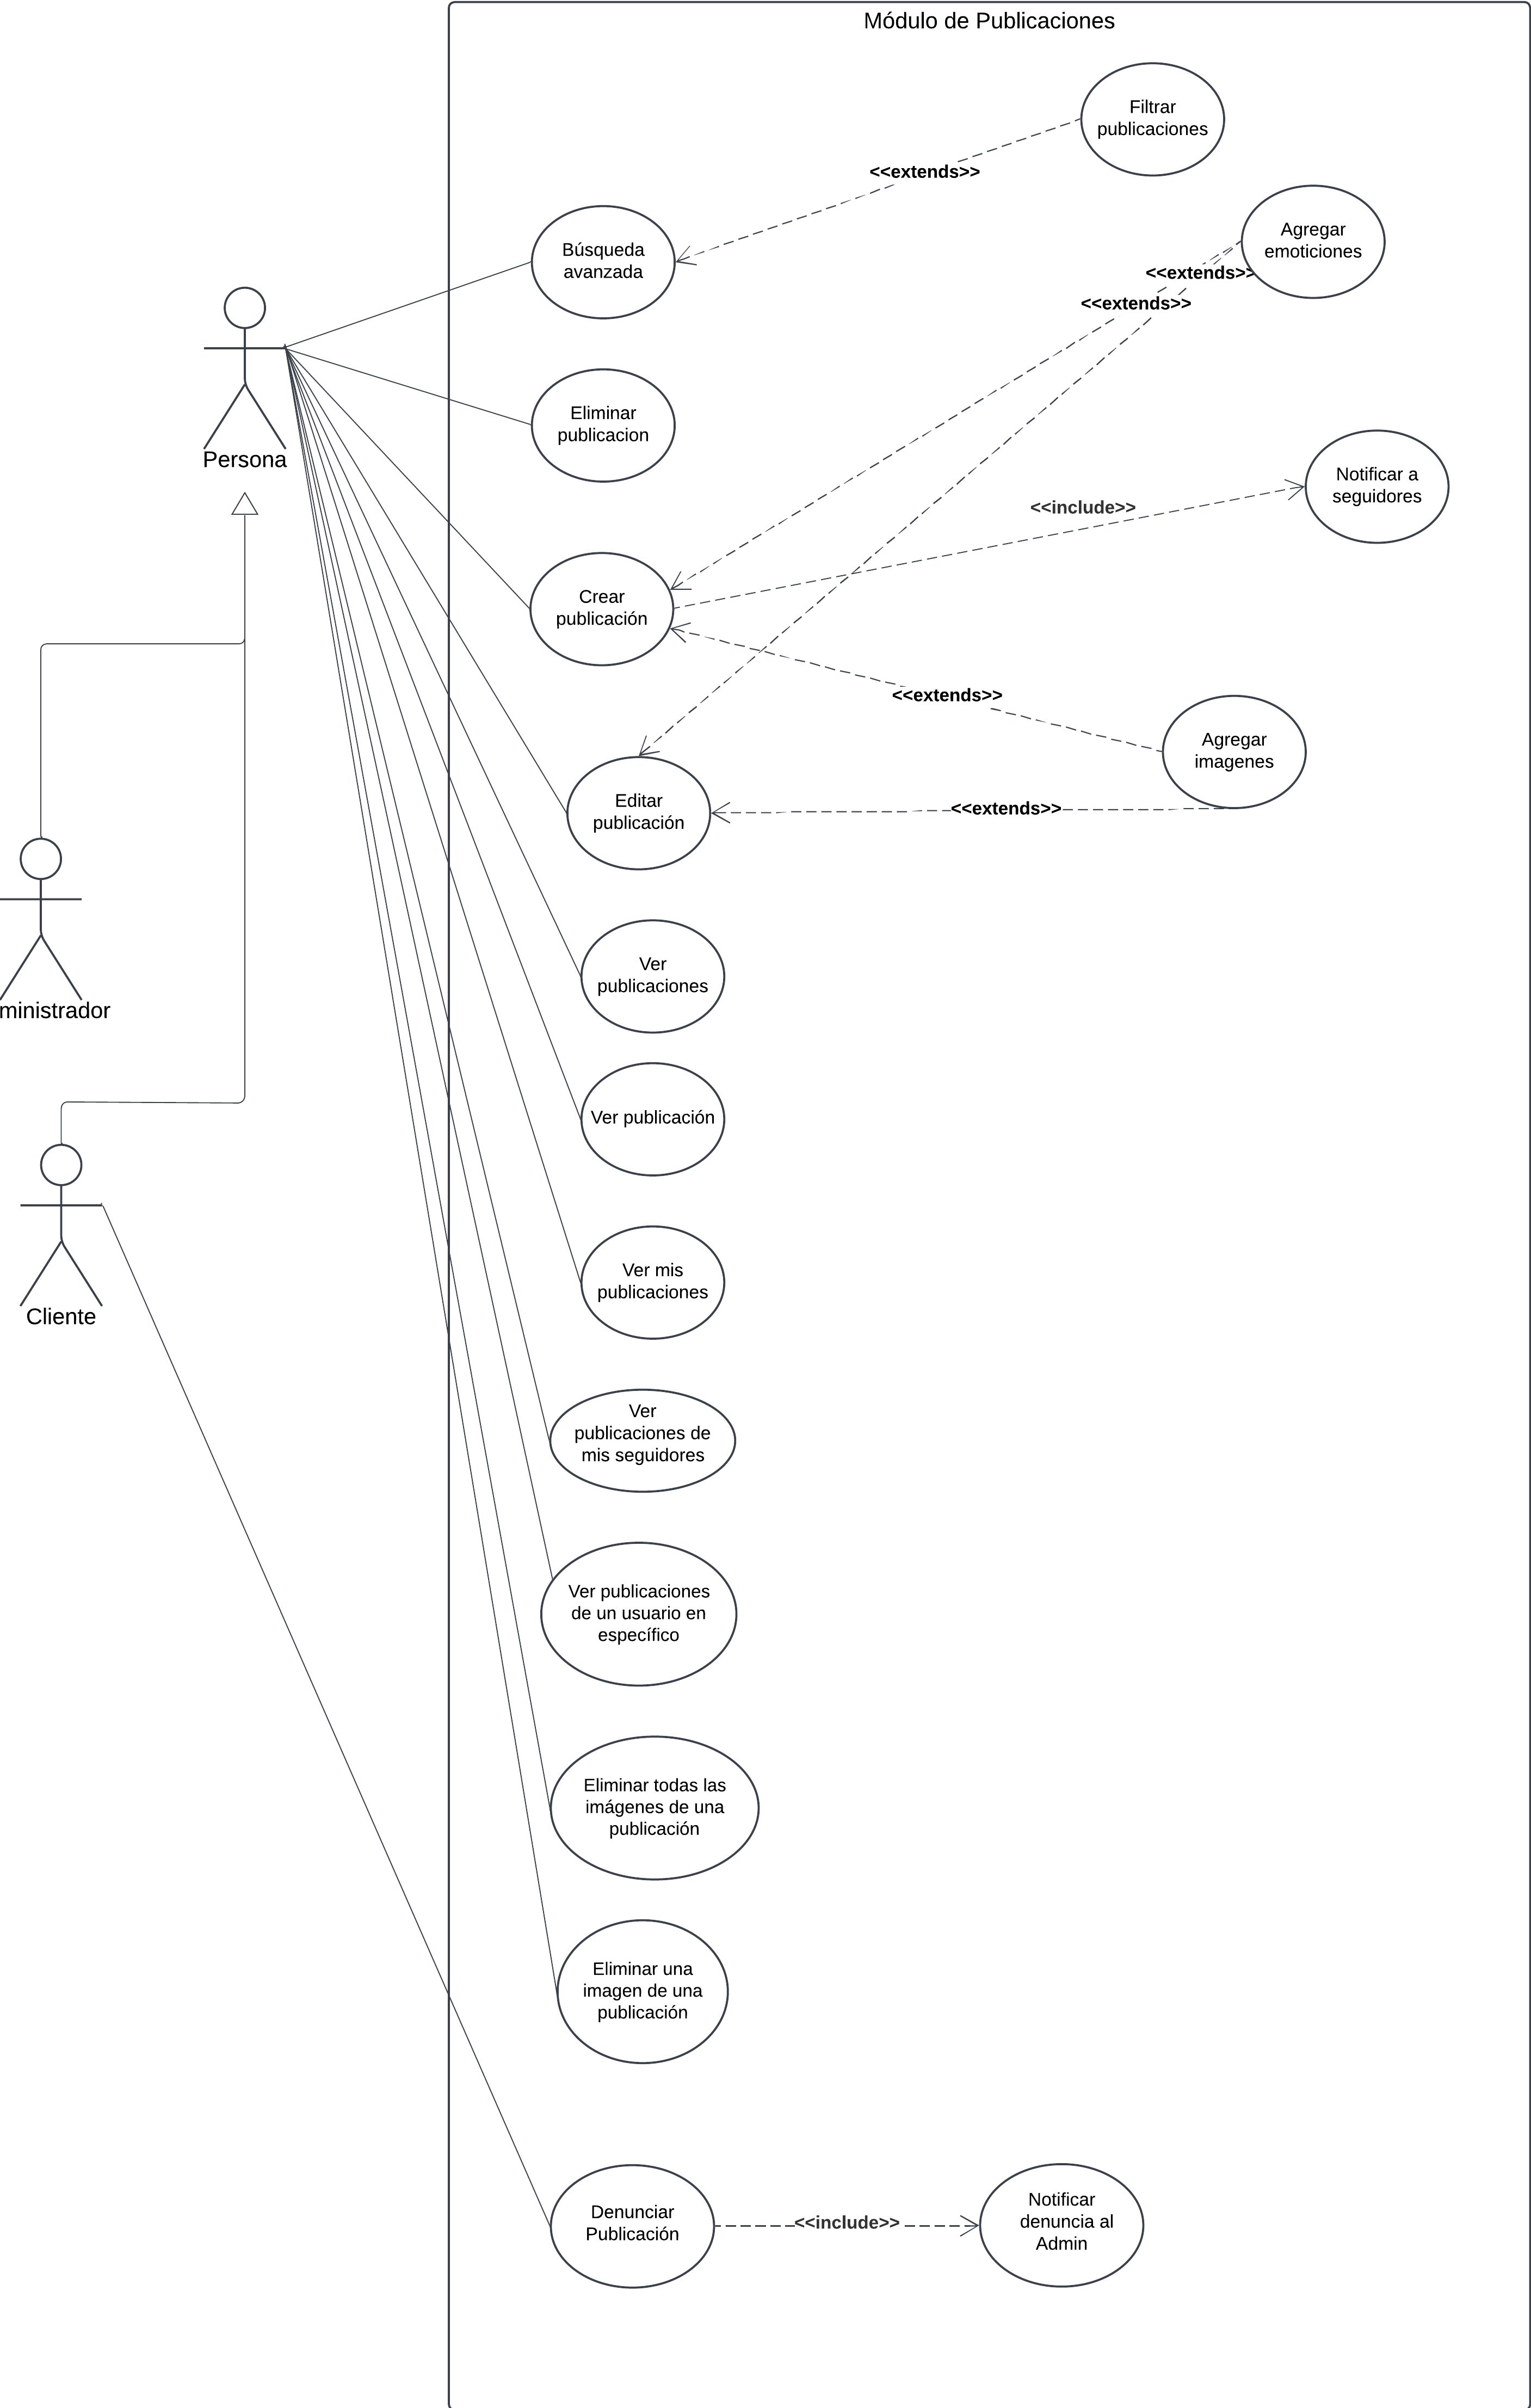 Módulo de Publicaciones
Filtrar
publicaciones
<<extends>>
Agregar
emoticiones
Búsqueda
avanzada
<<extends>>
<<extends>>
Eliminar
publicacion
Persona
Notificar a
seguidores
<<include>>
Crear
publicación
<<extends>>
Agregar
imagenes
Editar
publicación
<<extends>>
Ver
publicaciones
ministrador
Ver publicación
Ver mis
publicaciones
Cliente
Ver
publicaciones de
mis seguidores
Ver publicaciones
de un usuario en
específico
Eliminar todas las
imágenes de una
publicación
Eliminar una
imagen de una
publicación
Denunciar
Publicación
<<include>>
Notificar
denuncia al
Admin